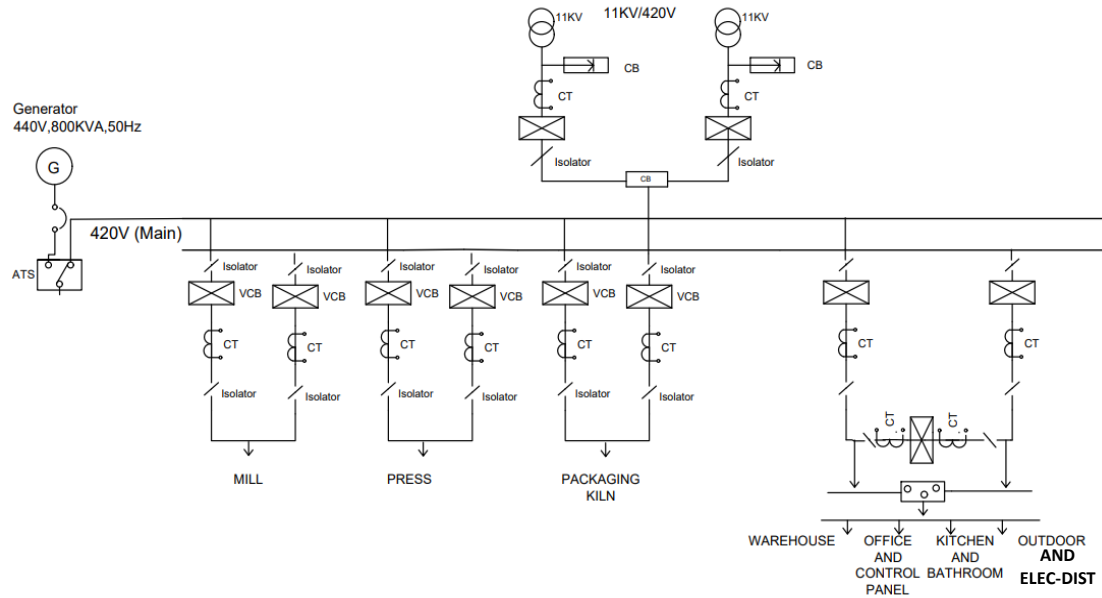 11KV
11KV/420V
11KV
CB
CB
CT
CT
Generator
440V,800KVA,50Hz
G
Isolator
Isolator
CB
420V (Main)
ATS
Isolator
Isolator
Isolator
Isolator
Isolator
Isolator
VCB
VCB
VCB
VCB
VCB
VCB
CT
CT
CT
CT
CT
CT
CT
CT
Isolator
Isolator
Isolator
Isolator
Isolator
Isolator
CT
CT
MILL
PRESS
PACKAGING
KILN
WAREHOUSE
OFFICE
AND
CONTROL
PANEL
KITCHEN
AND
BATHROOM
OUTDOOR
AND
ELEC-DIST